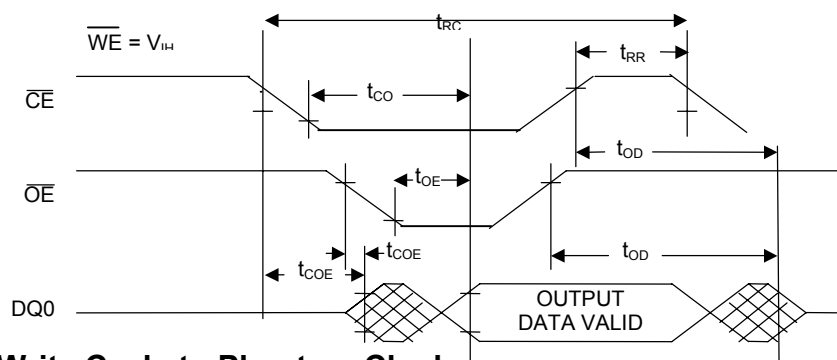 tRC
WE = VIH
tRR
CE
tCO
tOD
OE
tOE
tCOE
tOD
tCOE
DQ0
OUTPUT
DATA VALID